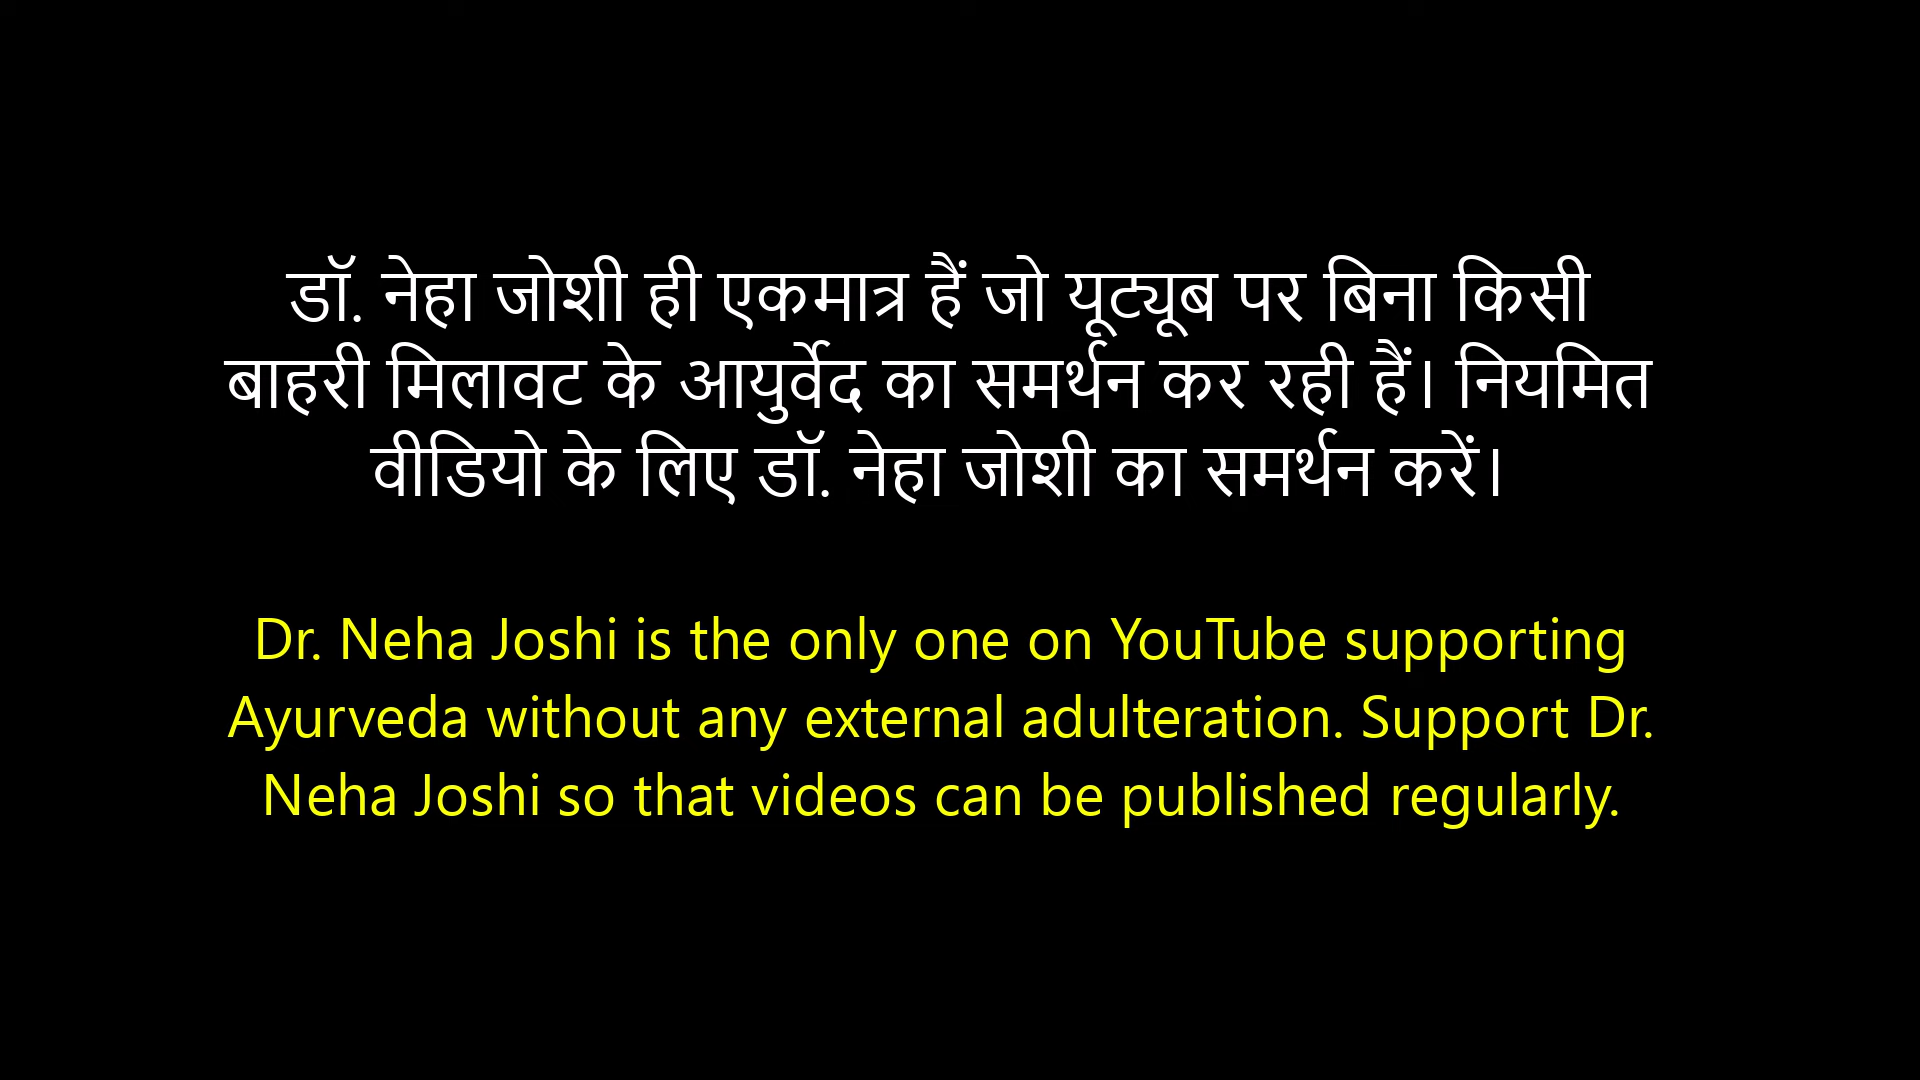 डॉ. नेहा जोशी ही एकमात्र हैं जो यूट्यूब पर बिना किसी
बाहरी मिलावट के आयुर्वेद का समर्थन कर रही हैं। नियमित
वीडियो के लिए डॉ. नेहा जोशी का समर्थन करें।
Dr. Neha Joshi is the only one on YouTube supporting
Ayurveda without any external adulteration. Support Dr.
Neha Joshi so that videos can be published regularly.